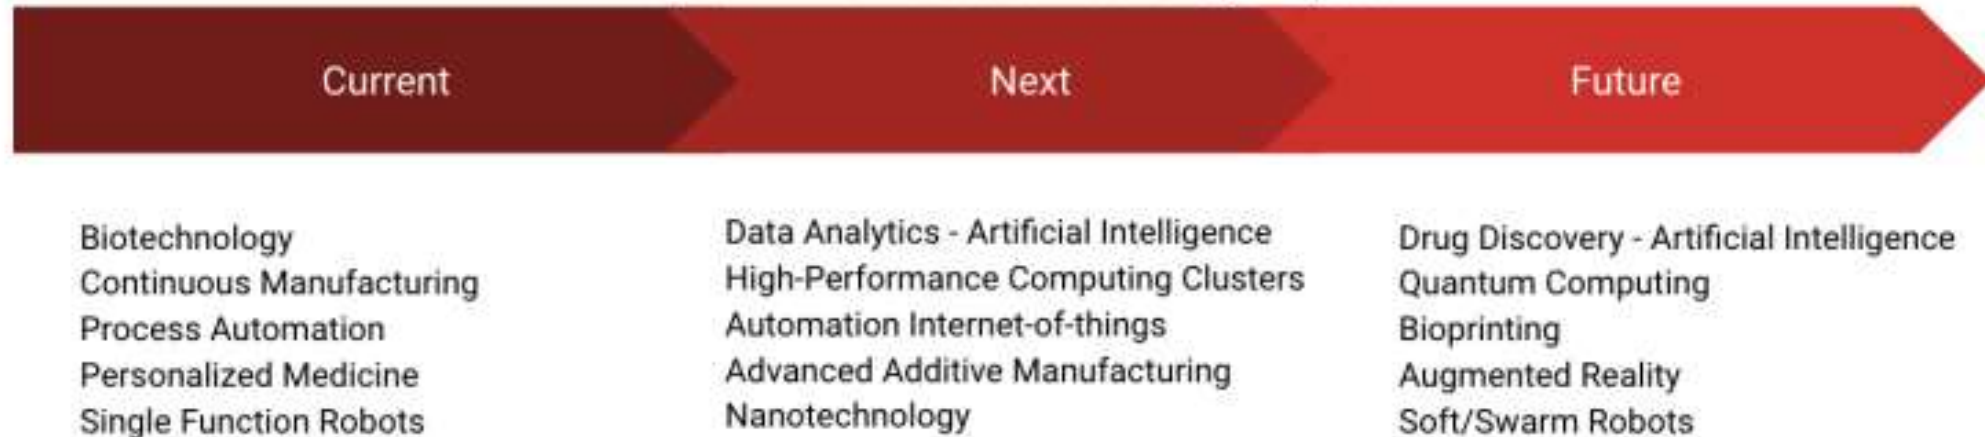 Current
Next
Future
Biotechnology
Continuous Manufacturing
Process Automation
Personalized Medicine
Single Function Robots
Data Analytics - Artificial Intelligence
High-Performance Computing Clusters
Automation Internet-of-things
Advanced Additive Manufacturing
Nanotechnology
Drug Discovery - Artificial Intelligence
Quantum Computing
Bioprinting
Augmented Reality
Soft/Swarm Robots